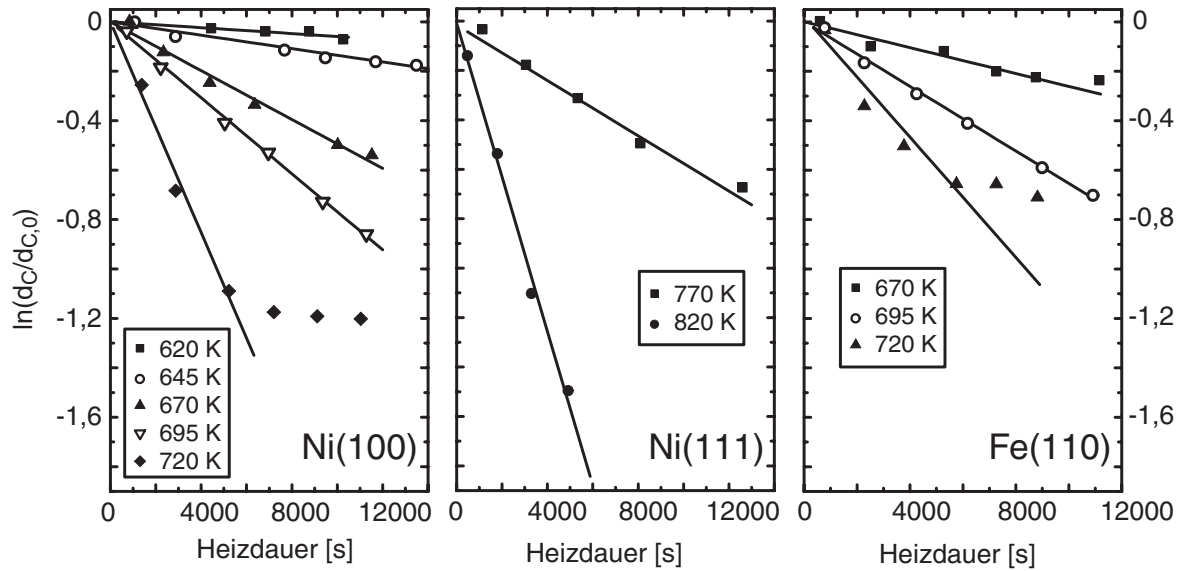 ln(dC/dC,0)
0
-0,4
-0,8
-1,2
-1,6
620 K
645 K
670 K
695 K
720 K
Ni(100)
0
4000
8000
12000
Heizdauer [s]
770 K
820 K
Ni(111)
0
4000
8000
12000
Heizdauer [s]
670 K
695 K
720 K
Fe(110)
0
4000
8000
12000
Heizdauer [s]
0
-0,4
-0,8
-1,2
-1,6